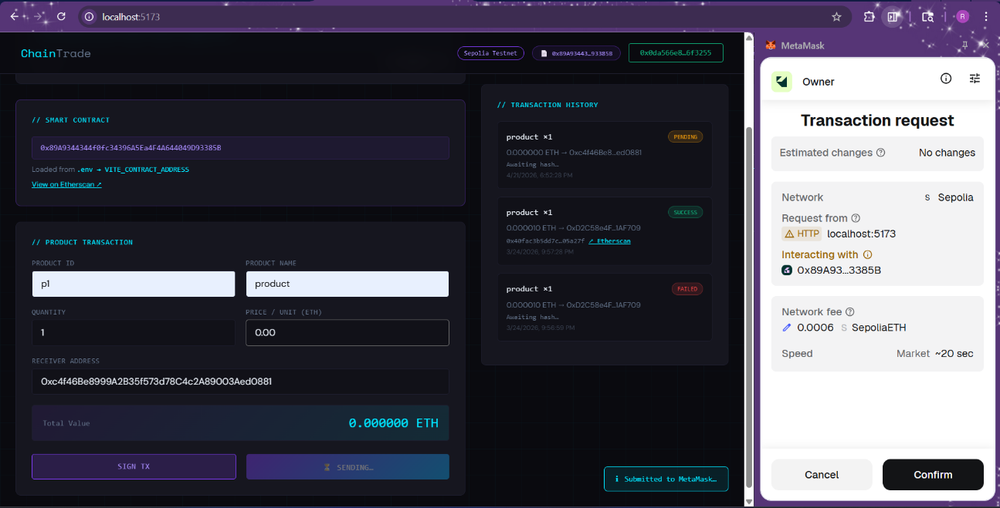 localhost:5173
R
ChainTrade
Sepolia Testnet
0x89A93443...93385B
0x0da566e8...6f3255
// SMART CONTRACT
0x89A9344344f0fc34396A5Ea4F4A644049D93385B
Loaded from .env → VITE_CONTRACT_ADDRESS
View on Etherscan ↗
// PRODUCT TRANSACTION
PRODUCT ID
PRODUCT NAME
p1
product
QUANTITY
PRICE / UNIT (ETH)
1
0.00
RECEIVER ADDRESS
0xc4f46Be8999A2B35f573d78C4c2A89003Aed0881
Total Value
0.000000 ETH
SIGN TX
⏳ SENDING…
// TRANSACTION HISTORY
product ×1
PENDING
0.000000 ETH → 0xc4f46Be8...ed0881
Awaiting hash…
4/21/2026, 6:52:28 PM
product ×1
SUCCESS
0.000010 ETH → 0xD2C58e4F...1AF709
0x40fac3b5dd7c...05a27f ↗ Etherscan
3/24/2026, 9:57:28 PM
product ×1
FAILED
0.000010 ETH → 0xD2C58e4F...1AF709
Awaiting hash…
3/24/2026, 9:56:59 PM
ℹ Submitted to MetaMask…
MetaMask
Owner
Transaction request
Estimated changes
No changes
Network
S Sepolia
Request from
HTTP localhost:5173
Interacting with
0x89A93...3385B
Network fee
0.0006 S SepoliaETH
Speed
Market ~20 sec
Cancel
Confirm